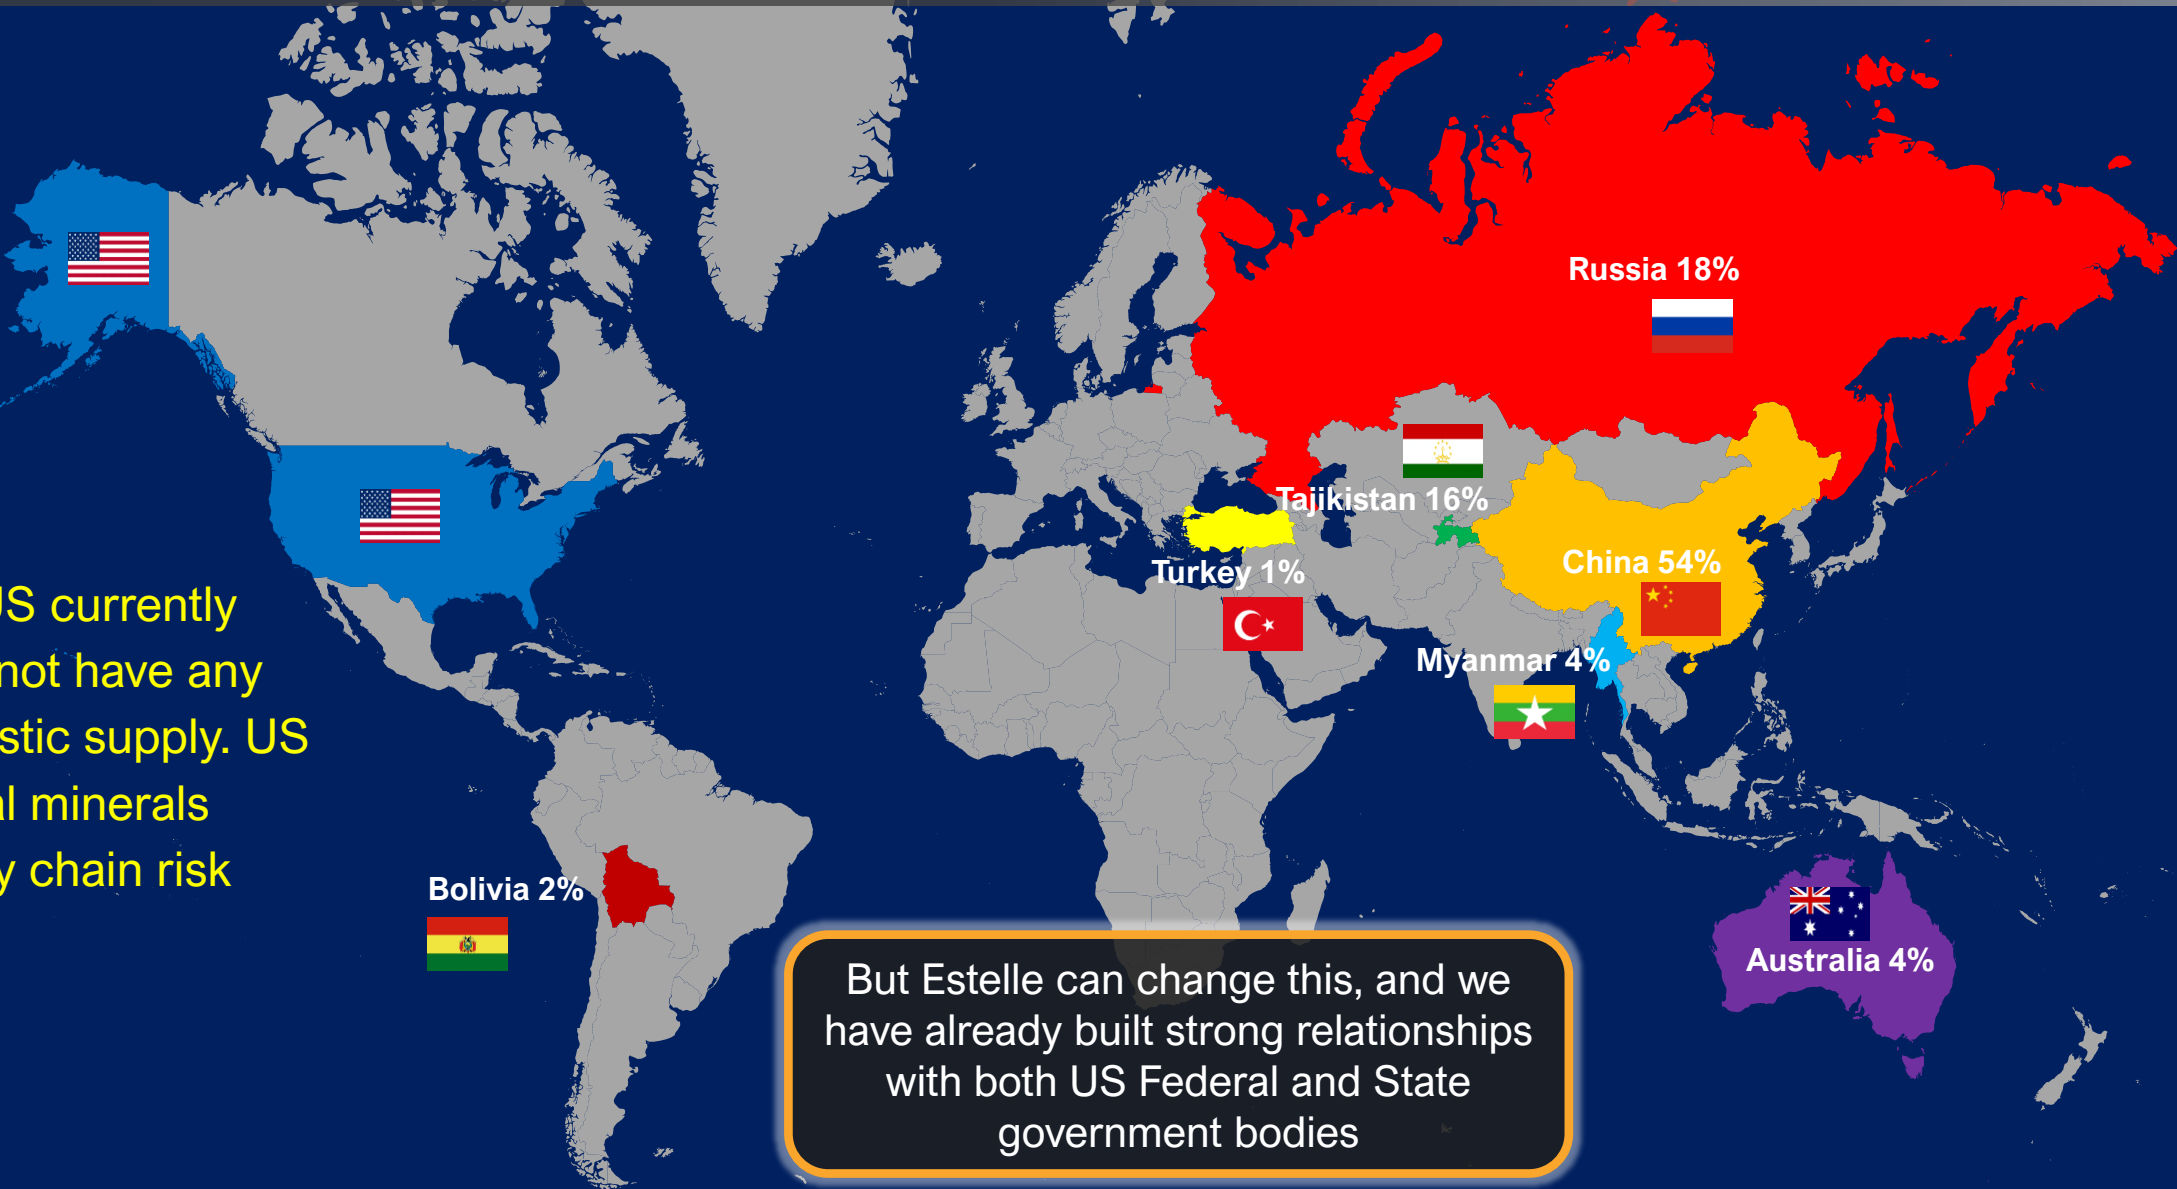 Russia 18%
Tajikistan 16%
China 54%
Turkey 1%
Myanmar 4%
US currently
not have any
stic supply. US
l minerals
y chain risk
Bolivia 2%
Australia 4%
But Estelle can change this, and we
have already built strong relationships
with both US Federal and State
government bodies